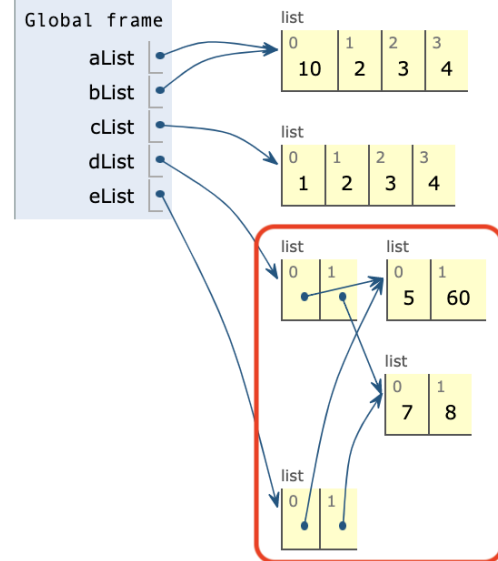 Global frame
aList
bList
cList
dList
eList
list
0 1 2 3
10 2 3 4
list
0 1 2 3
1 2 3 4
list
0 1
list
0 1
5 60
list
0 1
7 8
list
0 1